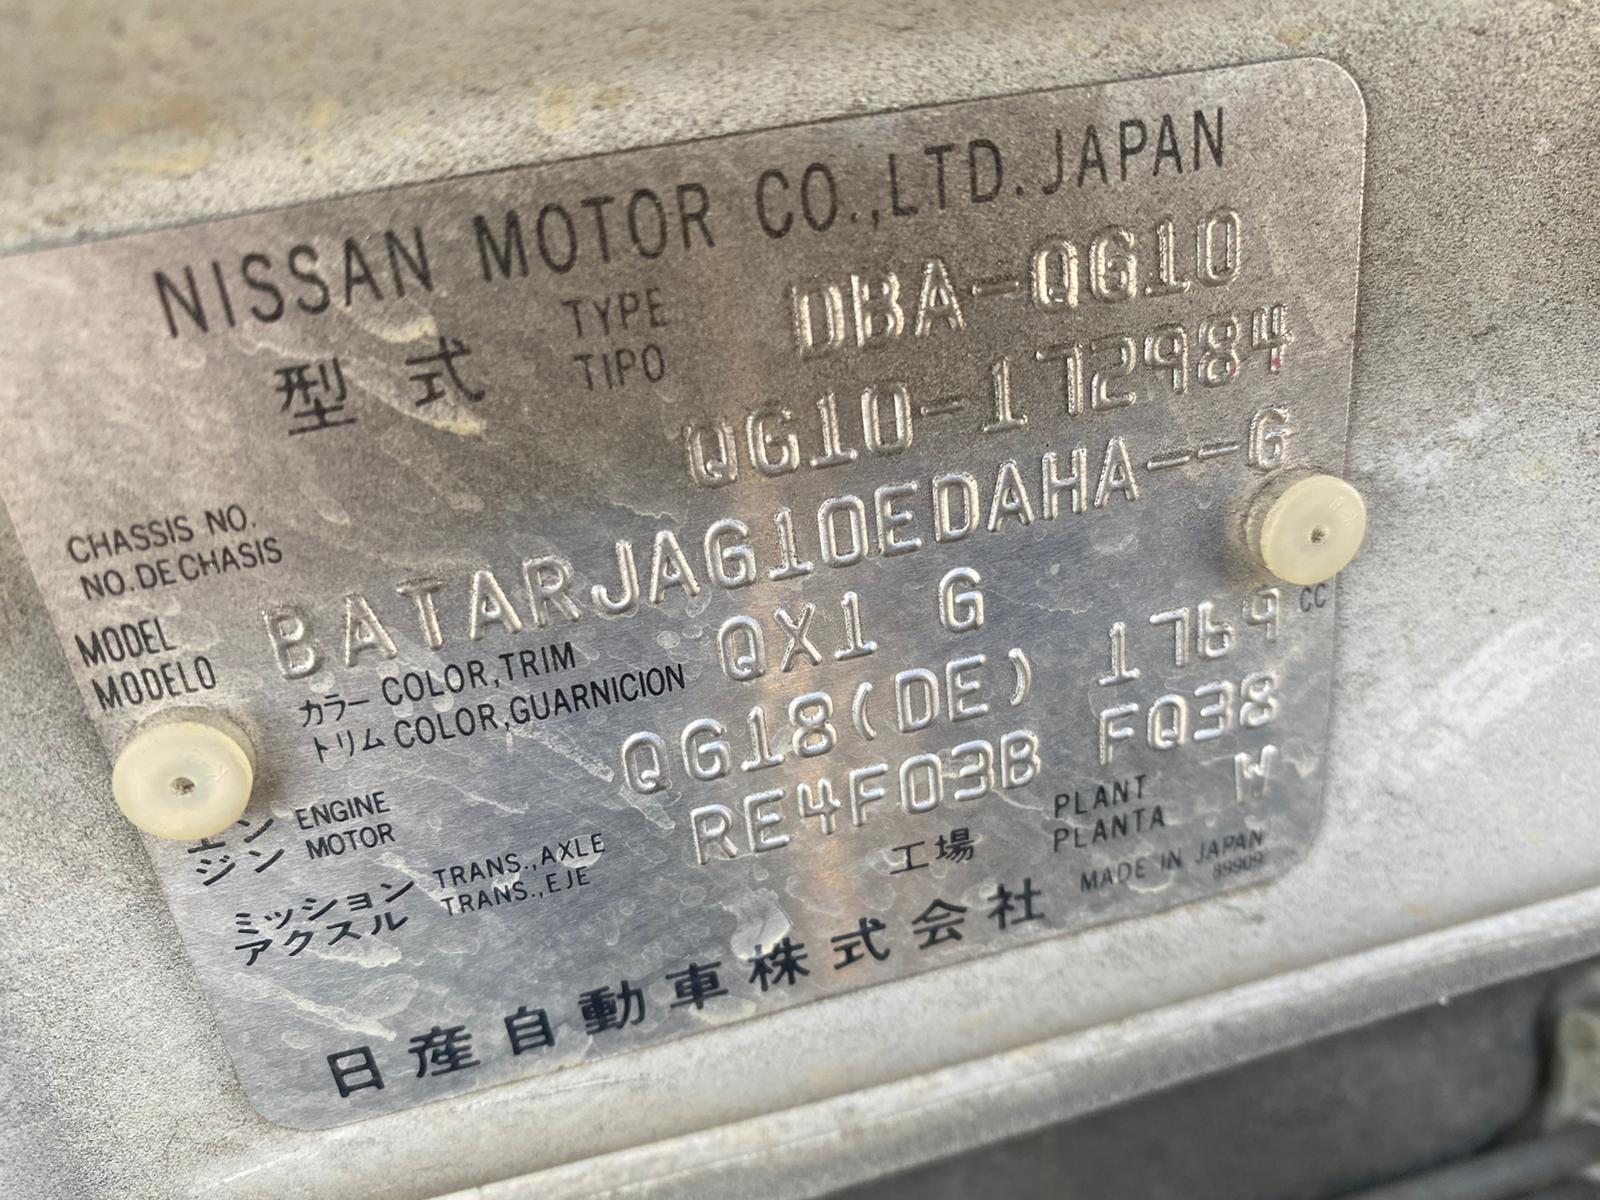 NISSAN MOTOR CO.,LTD.JAPAN
型式 TYPE DBA-QG10
TIPO
CHASSIS NO. QG10-172984
NO.DE CHASIS
MODEL BATARJAG10EDAHA--G
MODELO
カラー COLOR,TRIM QX1 G
トリム COLOR,GUARNICION
エン ENGINE QG18(DE) 1769 CC
ジン MOTOR
ミッション TRANS.,AXLE RE4F03B FQ38
アクスル TRANS.,EJE
工場 PLANT W
PLANTA
MADE IN JAPAN
89909
日産自動車株式会社